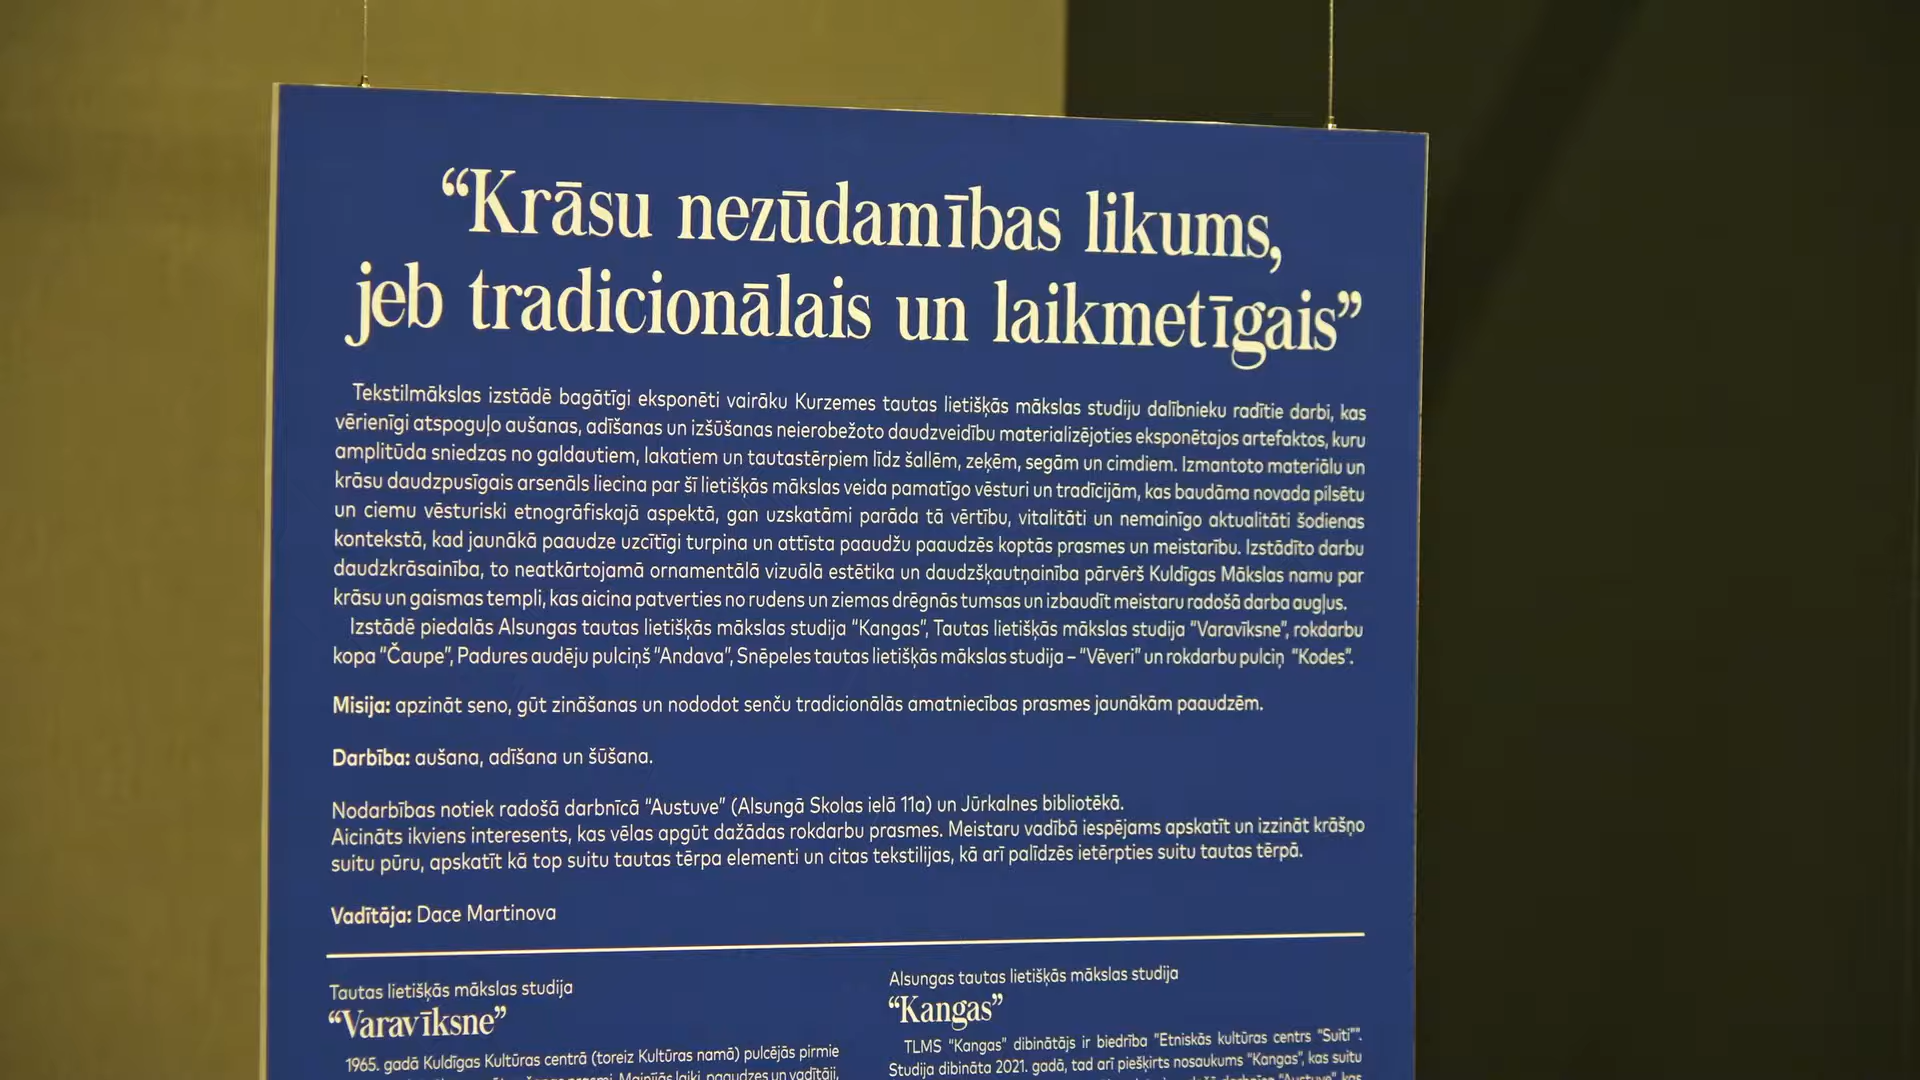 “Krāsu nezūdamības likums,
jeb tradicionālais un laikmetīgais”
Tekstilmākslas izstādē bagātīgi eksponēti vairāku Kurzemes tautas lietišķās mākslas studiju dalībnieku radītie darbi, kas
vērienīgi atspoguļo aušanas, adīšanas un izšūšanas neierobežoto daudzveidību materializējoties eksponētajos artefaktos, kuru
amplitūda sniedzas no galdautiem, lakatiem un tautastērpiem līdz šallēm, zeķēm, segām un cimdiem. Izmantoto materiālu un
krāsu daudzpusīgais arsenāls liecina par šī lietišķās mākslas veida pamatīgo vēsturi un tradīcijām, kas baudāma novada pilsētu
un ciemu vēsturiski etnogrāfiskajā aspektā, gan uzskatāmi parāda tā vērtību, vitalitāti un nemainīgo aktualitāti šodienas
kontekstā, kad jaunākā paaudze uzcītīgi turpina un attīsta paaudžu paaudzēs koptās prasmes un meistarību. Izstādīto darbu
daudzkrāsainība, to neatkārtojamā ornamentālā vizuālā estētika un daudzšķautņainība pārvērš Kuldīgas Mākslas namu par
krāsu un gaismas templi, kas aicina patverties no rudens un ziemas drēgnās tumsas un izbaudīt meistaru radošā darba augļus.
Izstādē piedalās Alsungas tautas lietišķās mākslas studija “Kangas”, Tautas lietišķās mākslas studija “Varavīksne”, rokdarbu
kopa “Čaupe”, Padures audēju pulciņš “Andava”, Snēpeles tautas lietišķās mākslas studija – “Vēveri” un rokdarbu pulciņ “Kodes”.
Misija: apzināt seno, gūt zināšanas un nododot senču tradicionālās amatniecības prasmes jaunākām paaudzēm.
Darbība: aušana, adīšana un šūšana.
Nodarbības notiek radošā darbnīcā “Austuve” (Alsungā Skolas ielā 11a) un Jūrkalnes bibliotēkā.
Aicināts ikviens interesents, kas vēlas apgūt dažādas rokdarbu prasmes. Meistaru vadībā iespējams apskatīt un izzināt krāšņo
suitu pūru, apskatīt kā top suitu tautas tērpa elementi un citas tekstilijas, kā arī palīdzēs ietērpties suitu tautas tērpā.
Vadītāja: Dace Martinova
Tautas lietišķās mākslas studija
“Varavīksne”
1965. gadā Kuldīgas Kultūras centrā (toreiz Kultūras namā) pulcējās pirmie
Mainījās laiki, paaudzes un vadītāji,
Alsungas tautas lietišķās mākslas studija
“Kangas”
TLMS “Kangas” dibinātājs ir biedrība “Etniskās kultūras centrs “Suiti””.
Studija dibināta 2021. gadā, tad arī piešķirts nosaukums “Kangas”, kas suitu
“Austuve” kas